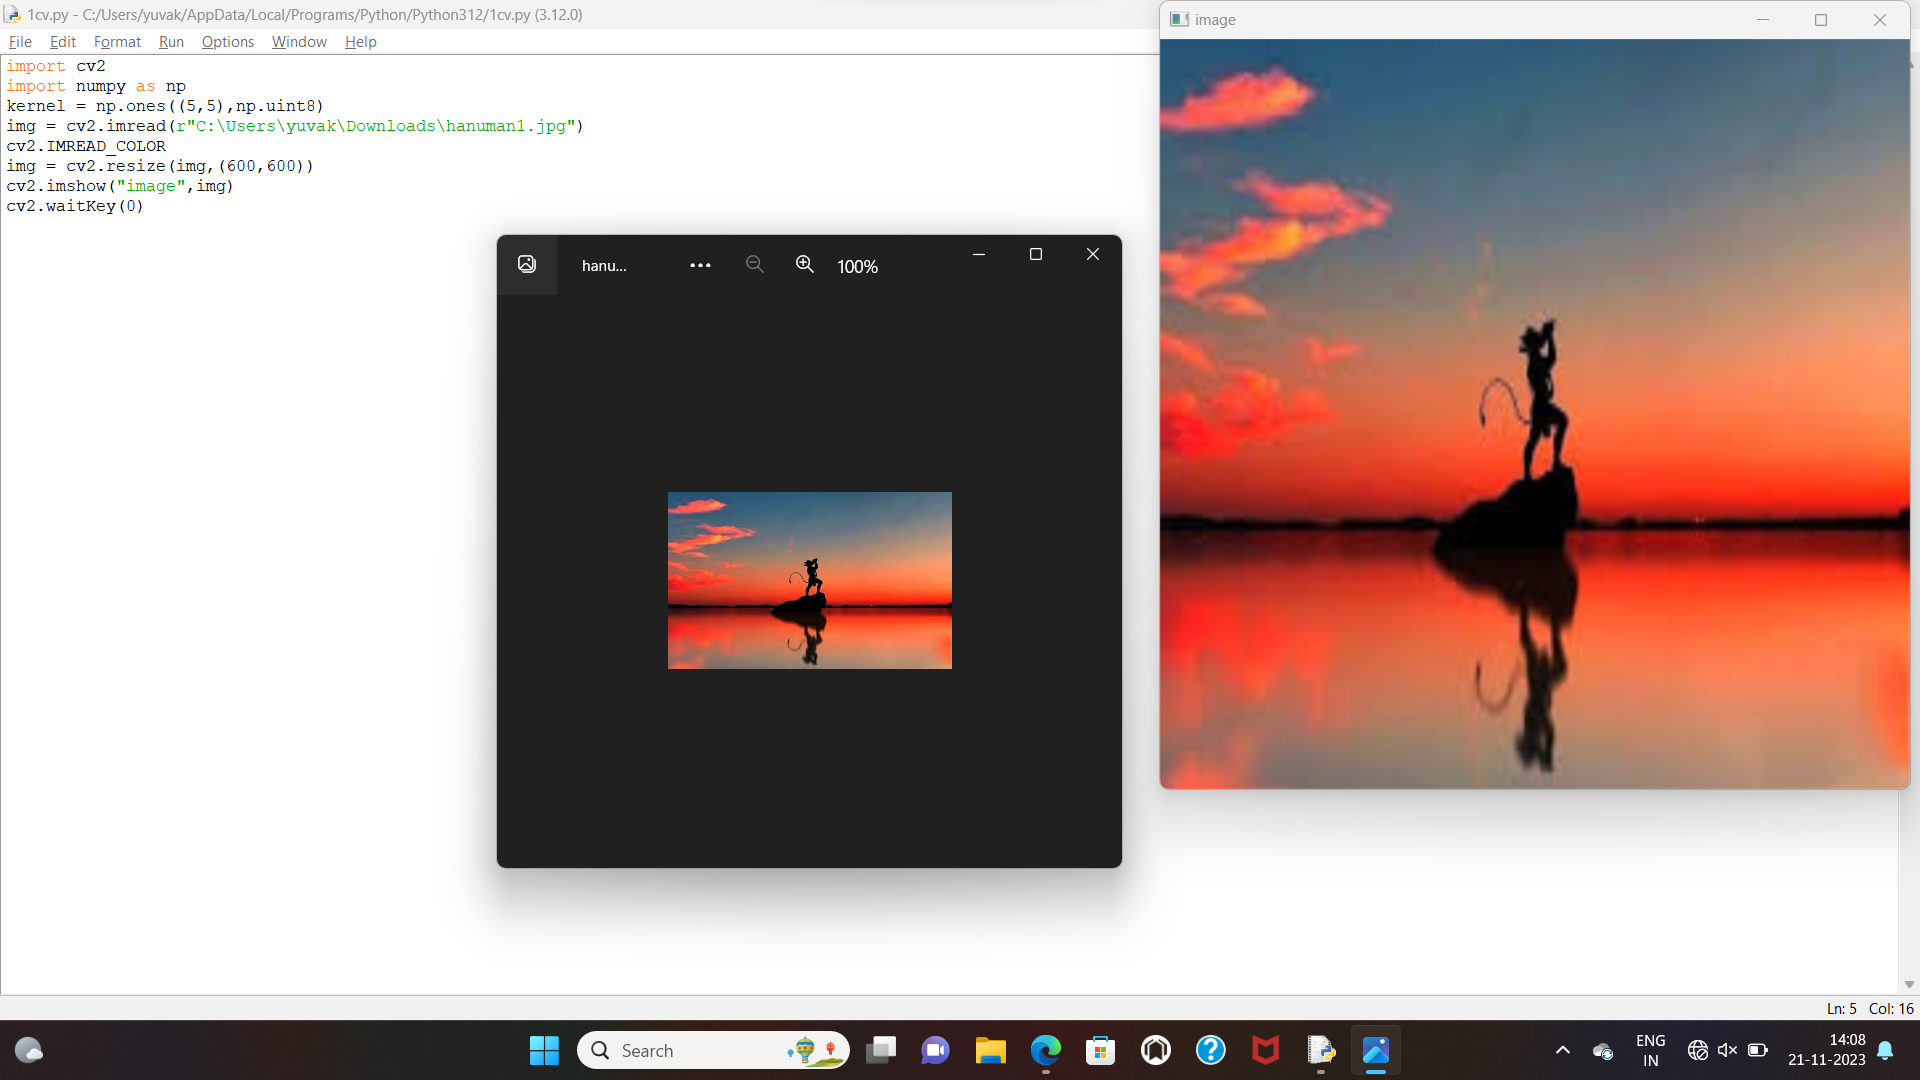 1cv.py - C:/Users/yuvak/AppData/Local/Programs/Python/Python312/1cv.py (3.12.0)
File Edit Format Run Options Window Help
import cv2
import numpy as np
kernel = np.ones((5,5),np.uint8)
img = cv2.imread(r"C:\Users\yuvak\Downloads\hanuman1.jpg")
cv2.IMREAD_COLOR
img = cv2.resize(img,(600,600))
cv2.imshow("image",img)
cv2.waitKey(0)
hanu... ••• 100%
image
Ln: 5 Col: 16
Search
ENG
IN
14:08
21-11-2023